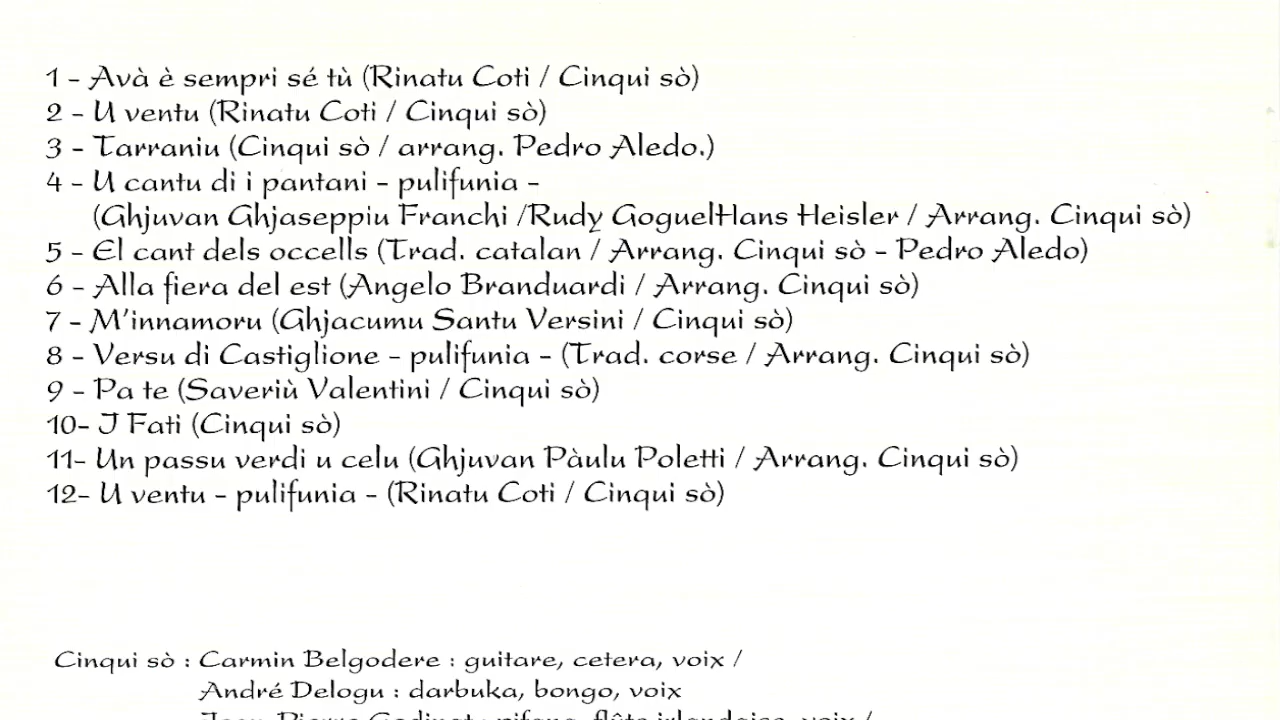 1 - Avà è sempri sé tù (Rinatu Coti / Cinqui sò)
2 - U ventu (Rinatu Coti / Cinqui sò)
3 - Tarraniu (Cinqui sò / arrang. Pedro Aledo.)
4 - U cantu di i pantani - pulifunia -
(Ghjuvan Ghjaseppiu Franchi /Rudy GoguelHans Heisler / Arrang. Cinqui sò)
5 - El cant dels occells (Trad. catalan / Arrang. Cinqui sò - Pedro Aledo)
6 - Alla fiera del est (Angelo Branduardi / Arrang. Cinqui sò)
7 - M'innamoru (Ghjacumu Santu Versini / Cinqui sò)
8 - Versu di Castiglione - pulifunia - (Trad. corse / Arrang. Cinqui sò)
9 - Pa te (Saveriù Valentini / Cinqui sò)
10- I Fati (Cinqui sò)
11- Un passu verdi u celu (Ghjuvan Pàulu Poletti / Arrang. Cinqui sò)
12- U ventu - pulifunia - (Rinatu Coti / Cinqui sò)
Cinqui sò : Carmin Belgodere : guitare, cetera, voix /
André Delogu : darbuka, bongo, voix